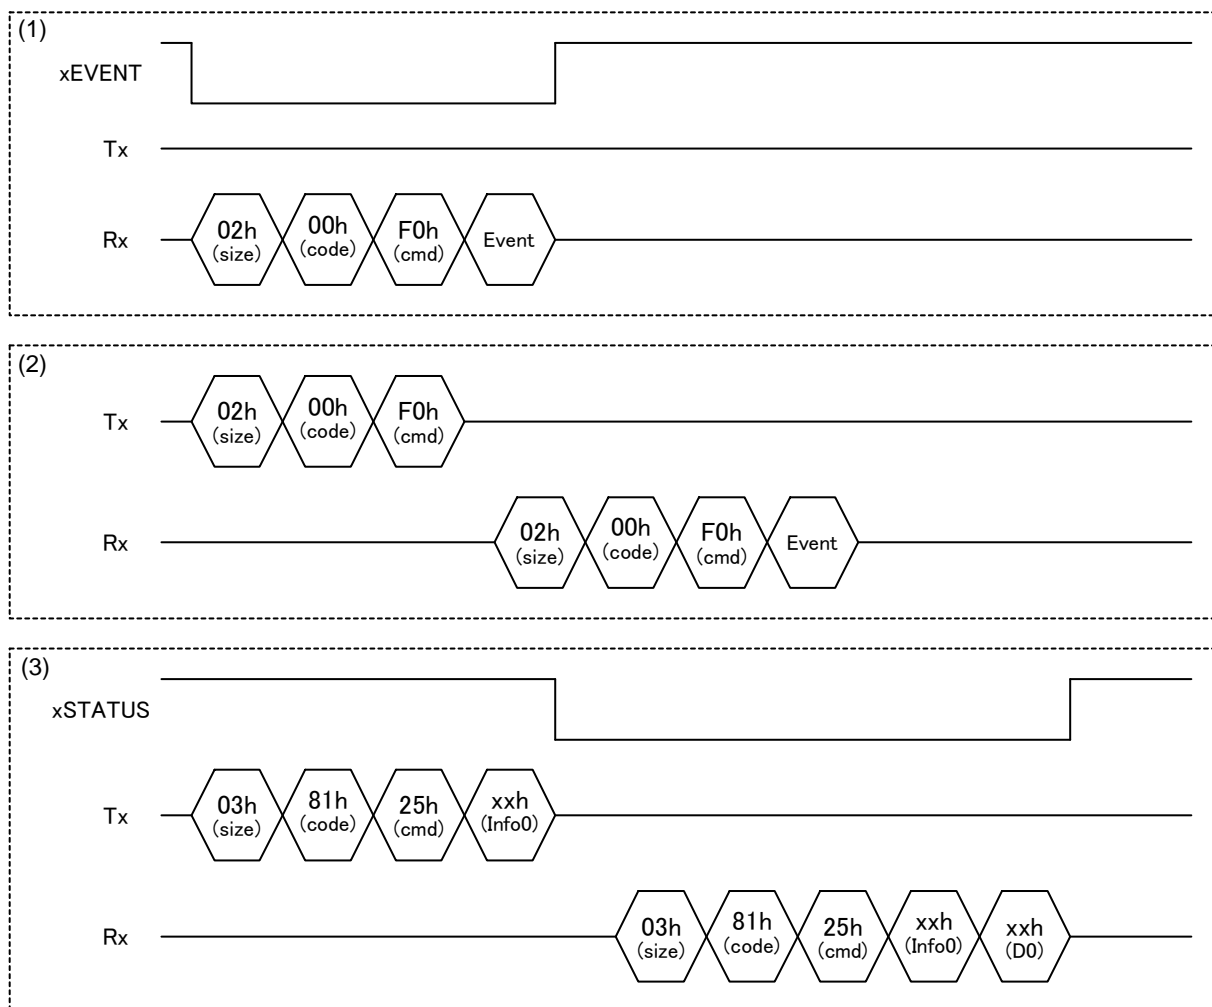 (1)
xEVENT
Tx
Rx
02h
(size)
00h
(code)
F0h
(cmd)
Event
(2)
Tx
02h
(size)
00h
(code)
F0h
(cmd)
Rx
02h
(size)
00h
(code)
F0h
(cmd)
Event
(3)
xSTATUS
Tx
03h
(size)
81h
(code)
25h
(cmd)
xxh
(Info0)
Rx
03h
(size)
81h
(code)
25h
(cmd)
xxh
(Info0)
xxh
(D0)